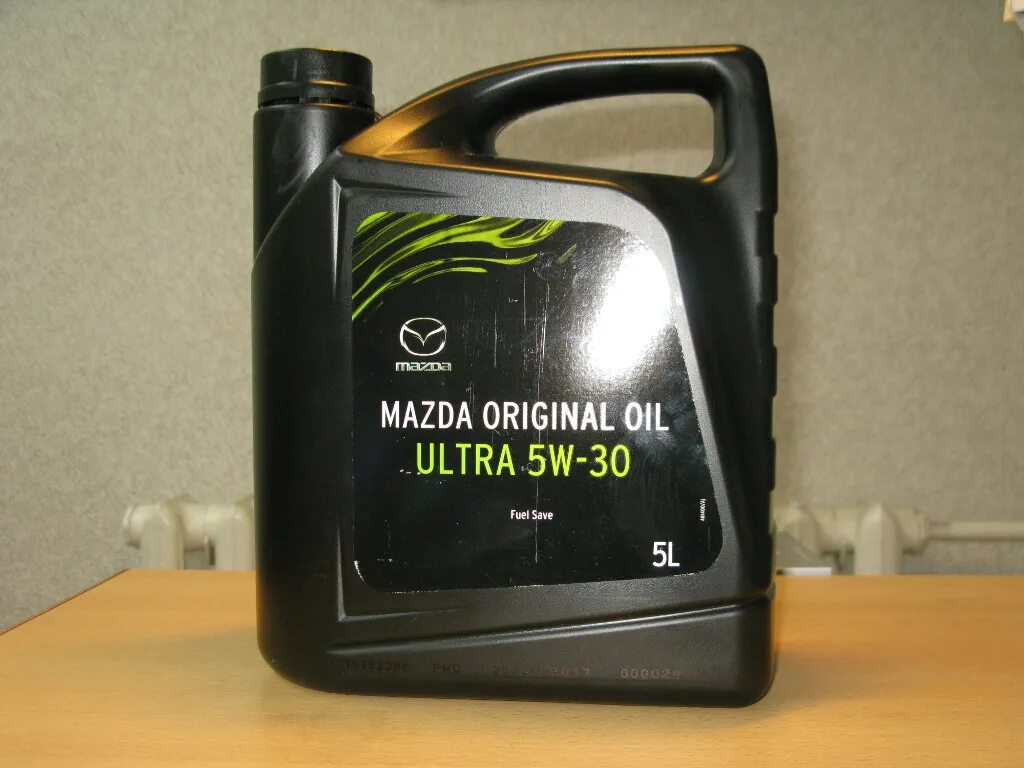 mazda
MAZDA ORIGINAL OIL
ULTRA 5W-30
Fuel Save
5L